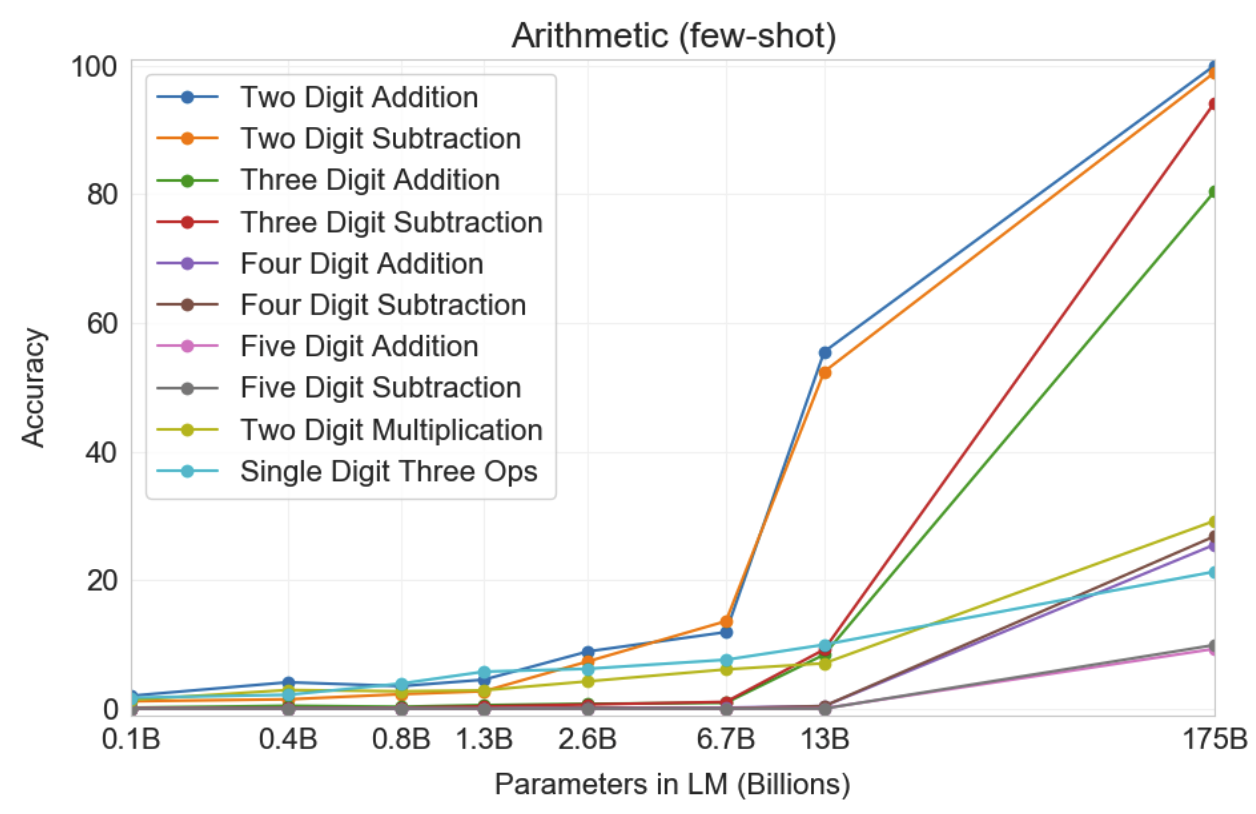 Arithmetic (few-shot)
100
80
60
40
20
0
Accuracy
Two Digit Addition
Two Digit Subtraction
Three Digit Addition
Three Digit Subtraction
Four Digit Addition
Four Digit Subtraction
Five Digit Addition
Five Digit Subtraction
Two Digit Multiplication
Single Digit Three Ops
0.1B 0.4B 0.8B 1.3B 2.6B 6.7B 13B 175B
Parameters in LM (Billions)